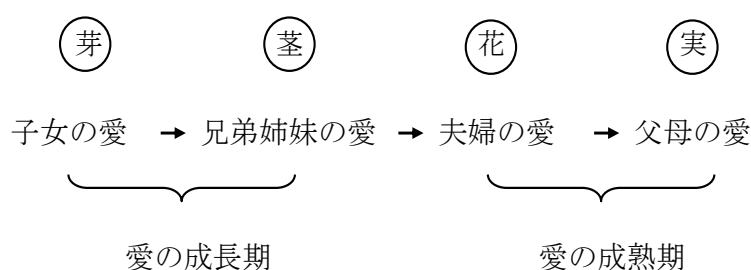 芽 茎 花 実
子女の愛 → 兄弟姉妹の愛 → 夫婦の愛 → 父母の愛
愛の成長期 愛の成熟期